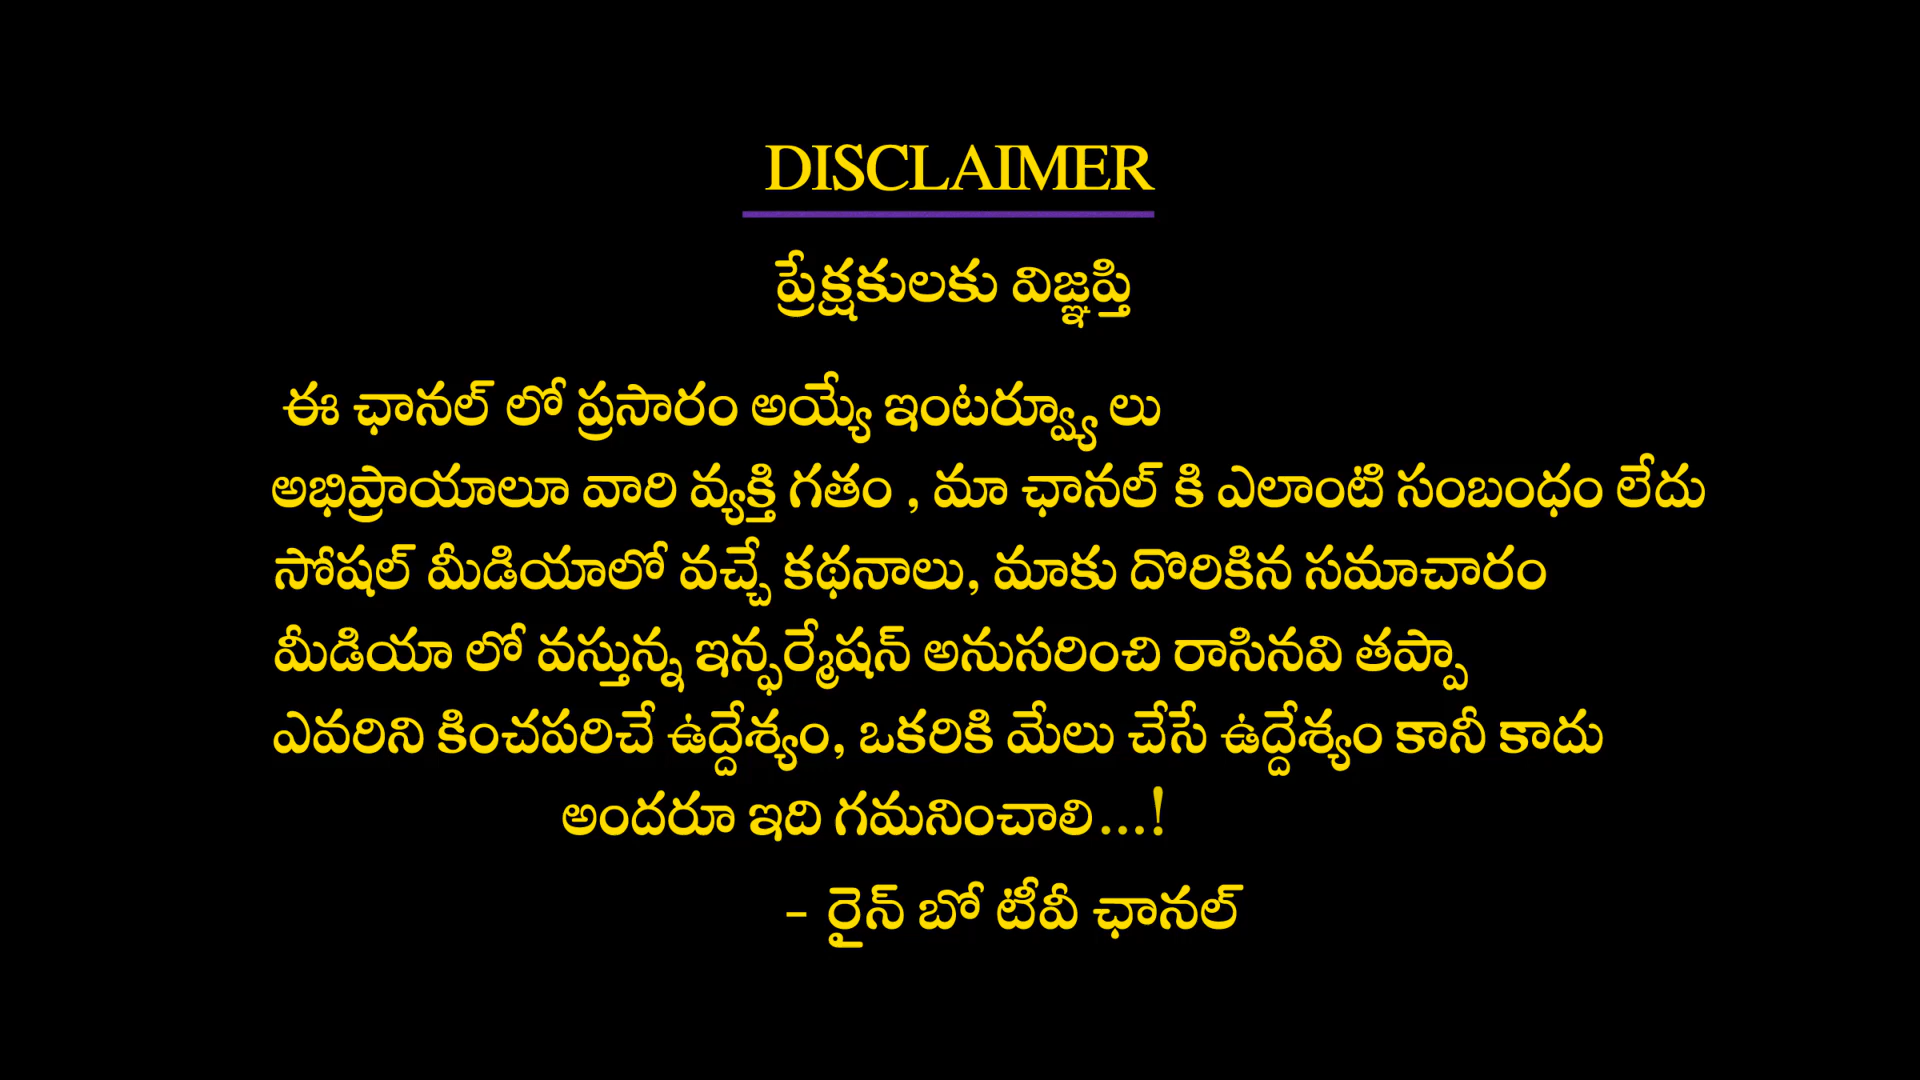 DISCLAIMER
ప్రేక్షకులకు విజ్ఞప్తి
ఈ ఛానల్ లో ప్రసారం అయ్యే ఇంటర్వ్యూ లు
అభిప్రాయాలూ వారి వ్యక్తి గతం , మా ఛానల్ కి ఎలాంటి సంబంధం లేదు
సోషల్ మీడియాలో వచ్చే కథనాలు, మాకు దొరికిన సమాచారం
మీడియా లో వస్తున్న ఇన్ఫర్మేషన్ అనుసరించి రాసినవి తప్పా
ఎవరిని కించపరిచే ఉద్దేశ్యం, ఒకరికి మేలు చేసే ఉద్దేశ్యం కానీ కాదు
అందరూ ఇది గమనించాలి...!
- రైన్ బో టీవీ ఛానల్